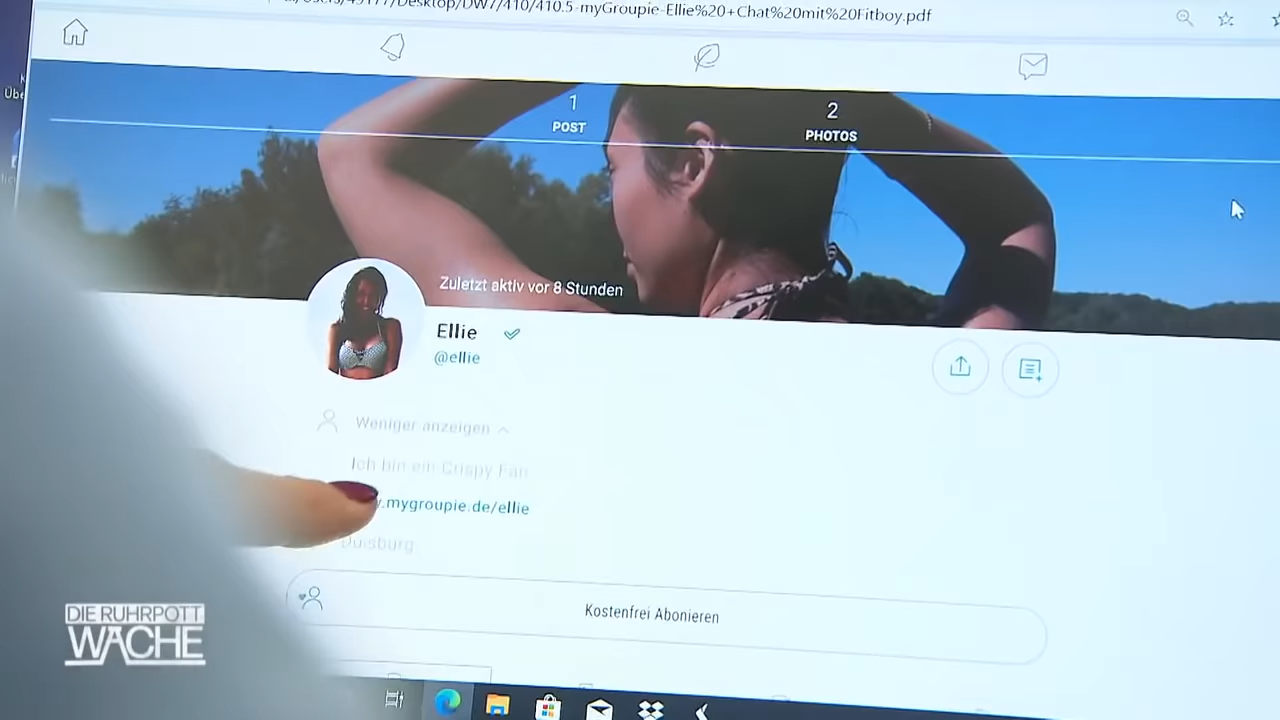 /Desktop/DW7/410/410.5-myGroupie-Ellie%20+Chat%20mit%20Fitboy.pdf
Übe
1
POST
2
PHOTOS
Zuletzt aktiv vor 8 Stunden
Ellie
@ellie
Weniger anzeigen
Ich bin ein Crispy Fan
.mygroupie.de/ellie
Duisburg
Kostenfrei Abonieren
DIE RUHRPOTT
WACHE